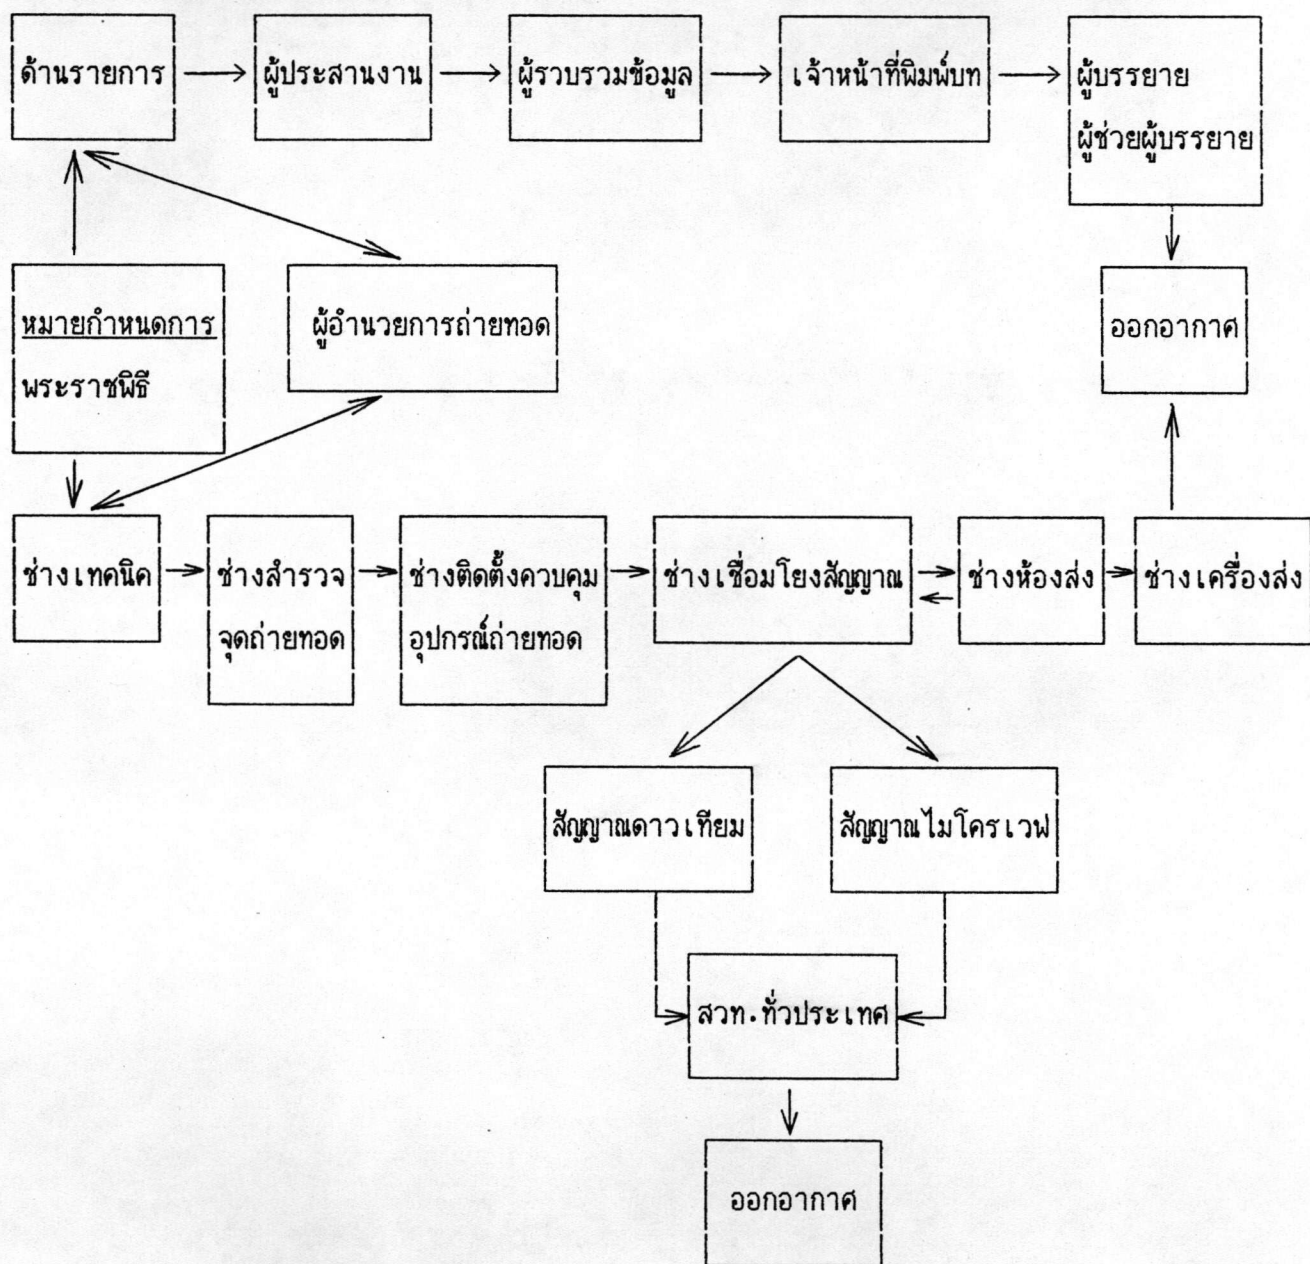 ด้านรายการ
ผู้ประสานงาน
ผู้รวบรวมข้อมูล
เจ้าหน้าที่พิมพ์บท
ผู้บรรยาย
ผู้ช่วยผู้บรรยาย
หมายกำหนดการ
พระราชพิธี
ผู้อำนวยการถ่ายทอด
ออกอากาศ
ช่างเทคนิค
ช่างสำรวจ
จุดถ่ายทอด
ช่างติดตั้งควบคุม
อุปกรณ์ถ่ายทอด
ช่างเชื่อมโยงสัญญาณ
ช่างห้องส่ง
ช่างเครื่องส่ง
สัญญาณดาวเทียม
สัญญาณไมโครเวฟ
สวท.ทั่วประเทศ
ออกอากาศ